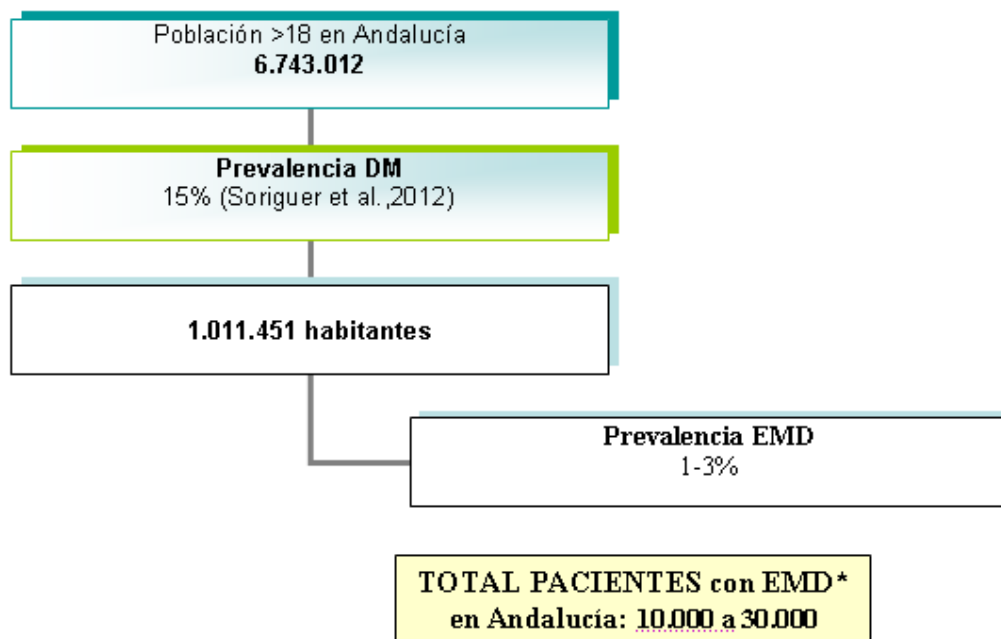 Población >18 en Andalucía
6.743.012
Prevalencia DM
15% (Soriguer et al.,2012)
1.011.451 habitantes
Prevalencia EMD
1-3%
TOTAL PACIENTES con EMD*
en Andalucía: 10.000 a 30.000